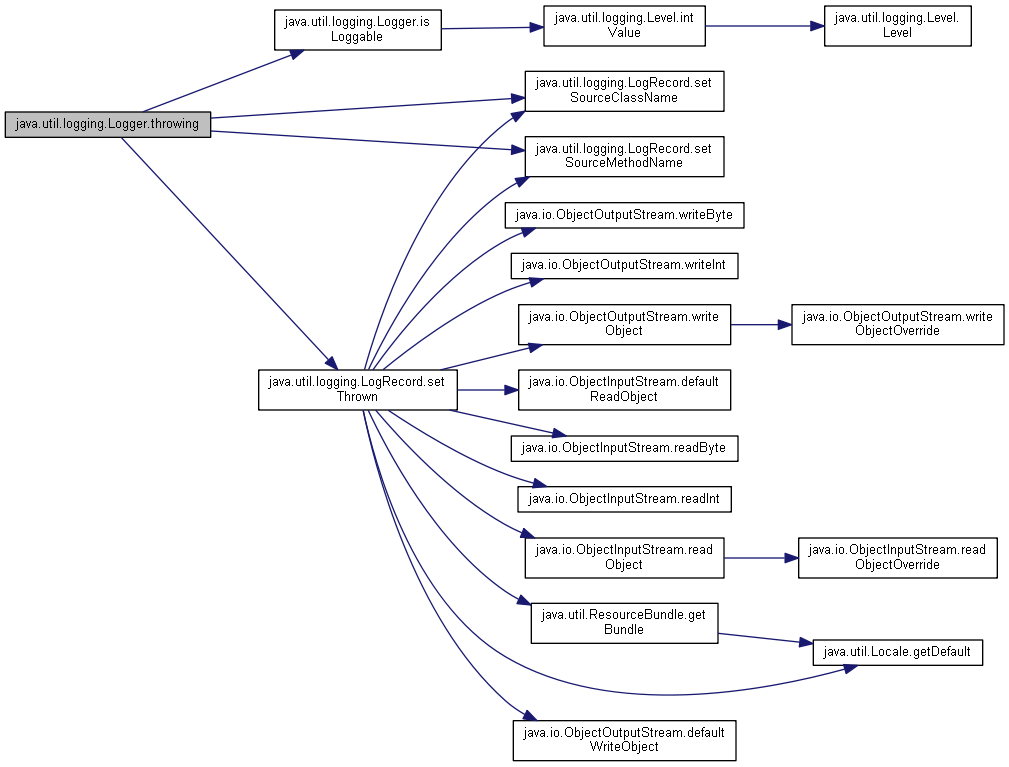 java.util.logging.Logger.is
Loggable
java.util.logging.Level.int
Value
java.util.logging.Level.
Level
java.util.logging.LogRecord.set
SourceClassName
java.util.logging.Logger.throwing
java.util.logging.LogRecord.set
SourceMethodName
java.io.ObjectOutputStream.writeByte
java.io.ObjectOutputStream.writeInt
java.io.ObjectOutputStream.write
Object
java.io.ObjectOutputStream.write
ObjectOverride
java.util.logging.LogRecord.set
Thrown
java.io.ObjectInputStream.default
ReadObject
java.io.ObjectInputStream.readByte
java.io.ObjectInputStream.readInt
java.io.ObjectInputStream.read
Object
java.io.ObjectInputStream.read
ObjectOverride
java.util.ResourceBundle.get
Bundle
java.util.Locale.getDefault
java.io.ObjectOutputStream.default
WriteObject